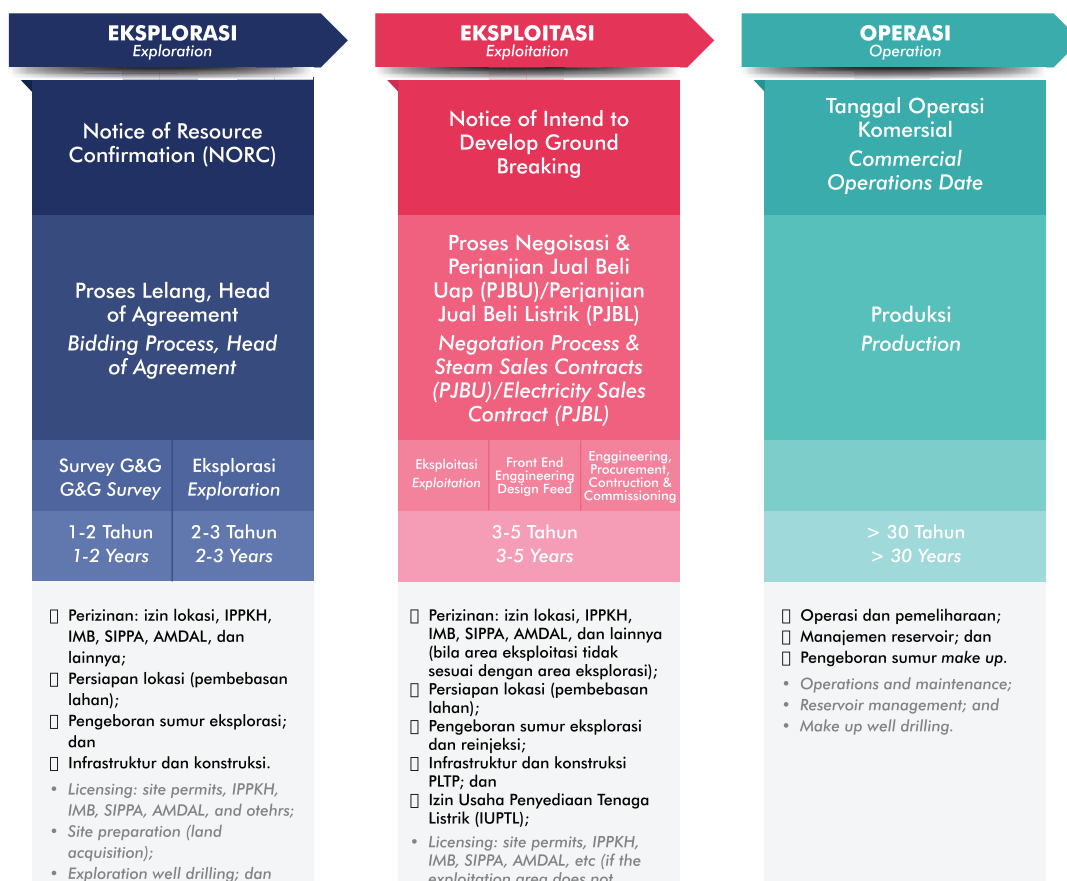 EKSPLORASI
Exploration
Notice of Resource
Confirmation (NORC)
Proses Lelang, Head
of Agreement
Bidding Process, Head
of Agreement
Survey G&G
G&G Survey
Eksplorasi
Exploration
1-2 Tahun
1-2 Years
2-3 Tahun
2-3 Years
Perizinan: izin lokasi, IPPKH,
IMB, SIPPA, AMDAL, dan
lainnya;
Persiapan lokasi (pembebasan
lahan);
Pengeboran sumur eksplorasi;
dan
Infrastruktur dan konstruksi.
• Licensing: site permits, IPPKH,
IMB, SIPPA, AMDAL, and otehrs;
• Site preparation (land
acquisition);
• Exploration well drilling; dan
EKSPLOITASI
Exploitation
Notice of Intend to
Develop Ground
Breaking
Proses Negoisasi &
Perjanjian Jual Beli
Uap (PJBU)/Perjanjian
Jual Beli Listrik (PJBL)
Negotation Process &
Steam Sales Contracts
(PJBU)/Electricity Sales
Contract (PJBL)
Eksploitasi
Exploitation
Front End
Enggineering
Design Feed
Enggineering,
Procurement,
Contruction &
Commissioning
3-5 Tahun
3-5 Years
Perizinan: izin lokasi, IPPKH,
IMB, SIPPA, AMDAL, dan lainnya
(bila area eksploitasi tidak
sesuai dengan area eksplorasi);
Persiapan lokasi (pembebasan
lahan);
Pengeboran sumur eksplorasi
dan reinjeksi;
Infrastruktur dan konstruksi
PLTP; dan
Izin Usaha Penyediaan Tenaga
Listrik (IUPTL);
• Licensing: site permits, IPPKH,
IMB, SIPPA, AMDAL, etc (if the
exploitation area does not
OPERASI
Operation
Tanggal Operasi
Komersial
Commercial
Operations Date
Produksi
Production
> 30 Tahun
> 30 Years
Operasi dan pemeliharaan;
Manajemen reservoir; dan
Pengeboran sumur make up.
• Operations and maintenance;
• Reservoir management; and
• Make up well drilling.